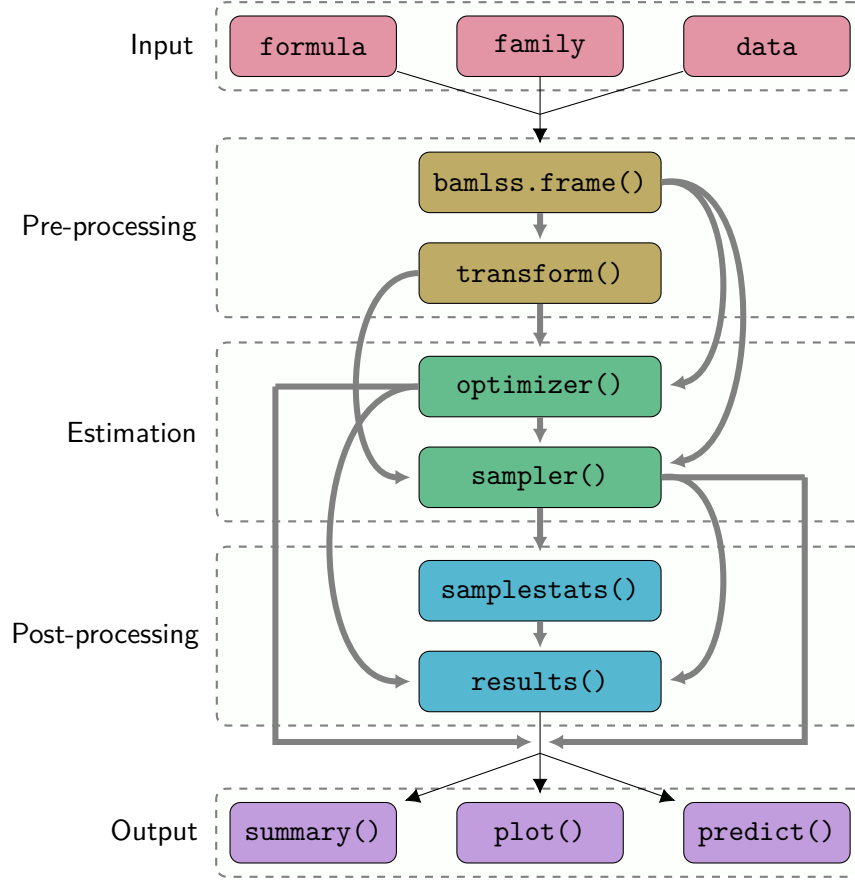 Input
formula
family
data
Pre-processing
bamlss.frame()
transform()
Estimation
optimizer()
sampler()
Post-processing
samplestats()
results()
Output
summary()
plot()
predict()